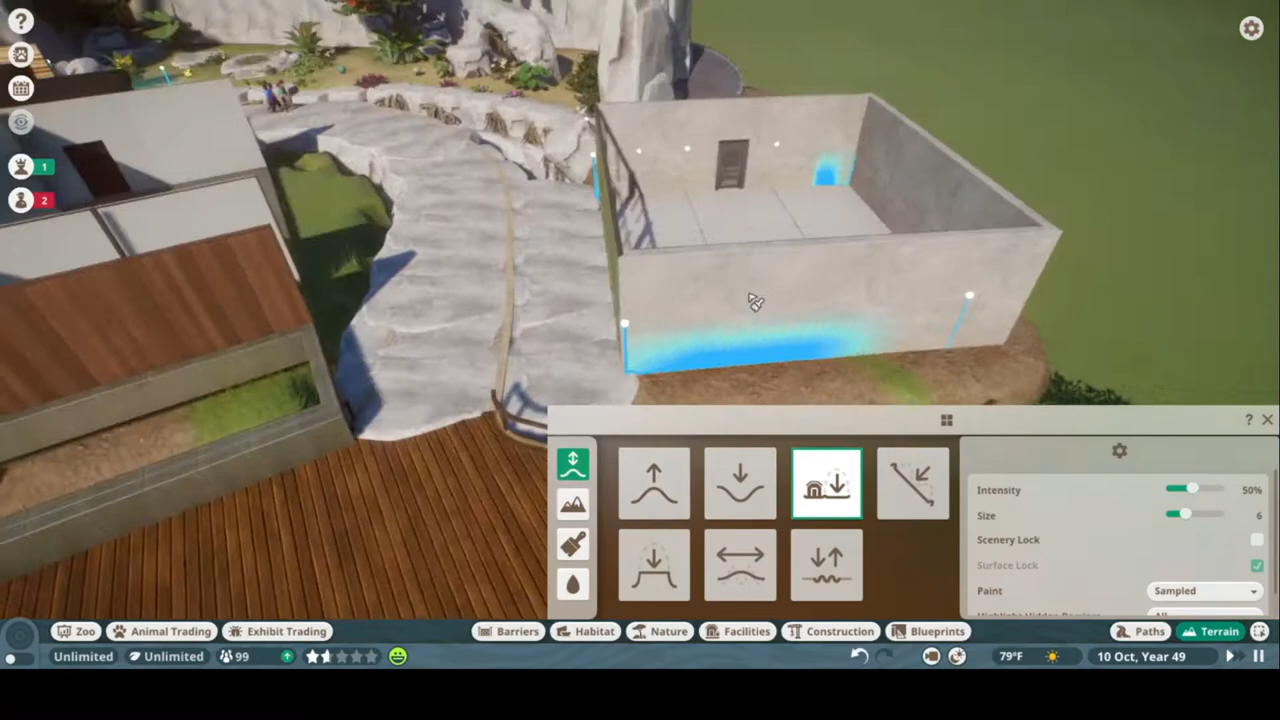 ?
1
2
? X
Intensity 50%
Size 6
Scenery Lock
Surface Lock
Paint Sampled
Zoo Animal Trading Exhibit Trading Barriers Habitat Nature Facilities Construction Blueprints Paths Terrain
Unlimited Unlimited 99 79°F 10 Oct, Year 49